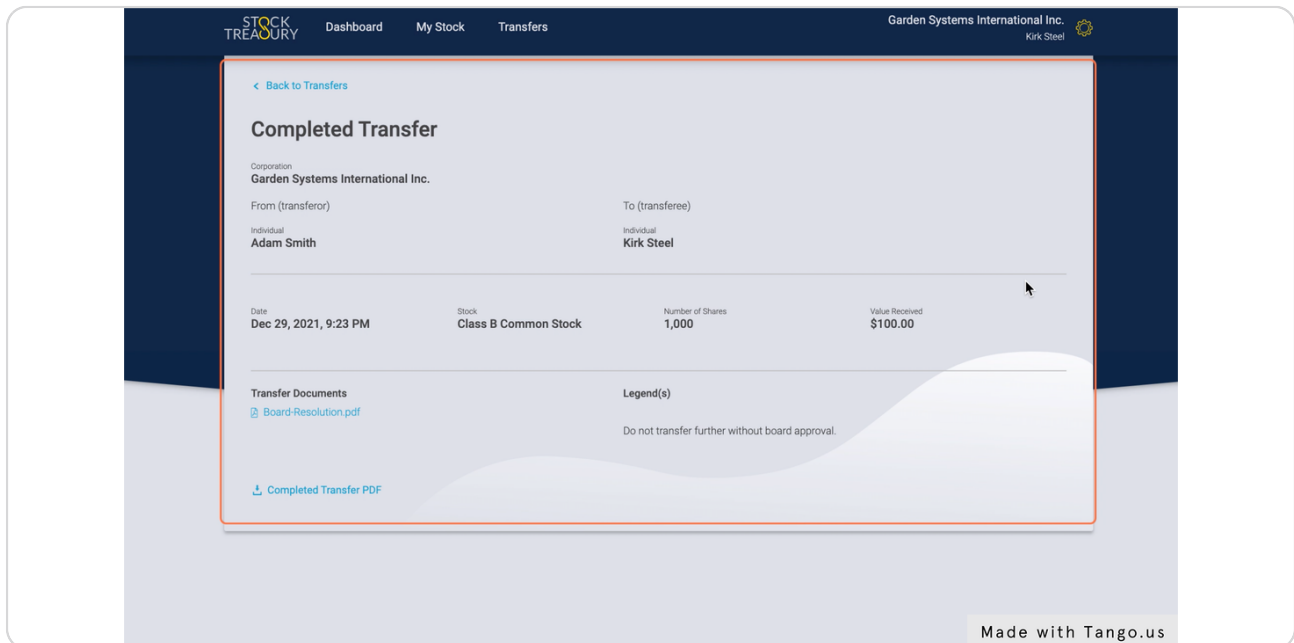 STOCK
TREASURY
Dashboard My Stock Transfers
Garden Systems International Inc.
Kirk Steel
Back to Transfers
Completed Transfer
Corporation
Garden Systems International Inc.
From (transferor) To (transferee)
Individual Individual
Adam Smith Kirk Steel
Date Stock Number of Shares Value Received
Dec 29, 2021, 9:23 PM Class B Common Stock 1,000 $100.00
Transfer Documents Legend(s)
Board-Resolution.pdf
Do not transfer further without board approval.
Completed Transfer PDF
Made with Tango.us